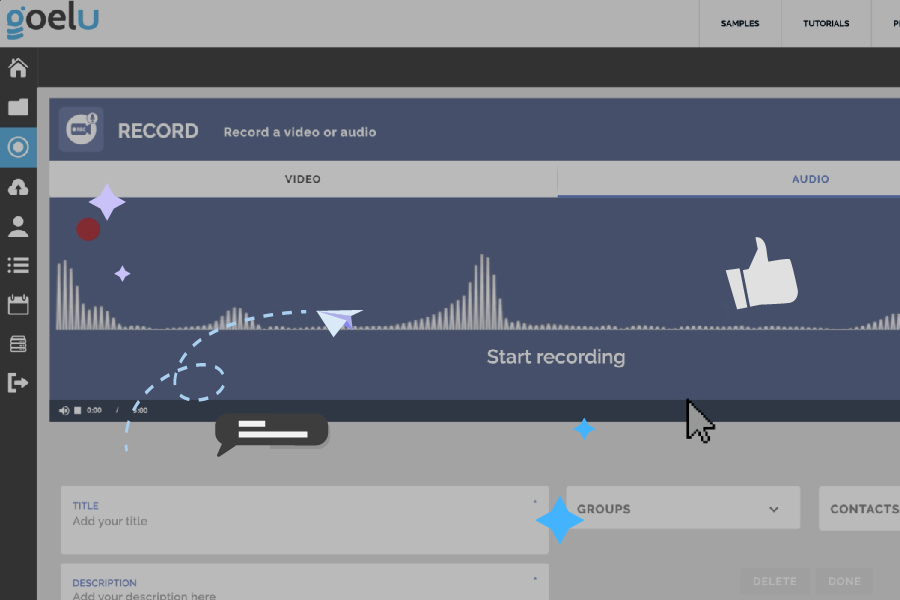 goelu
SAMPLES
TUTORIALS
RECORD
Record a video or audio
VIDEO
AUDIO
Start recording
0:00 /
TITLE
Add your title
GROUPS
CONTACTS
DESCRIPTION
Add your description here
DELETE
DONE